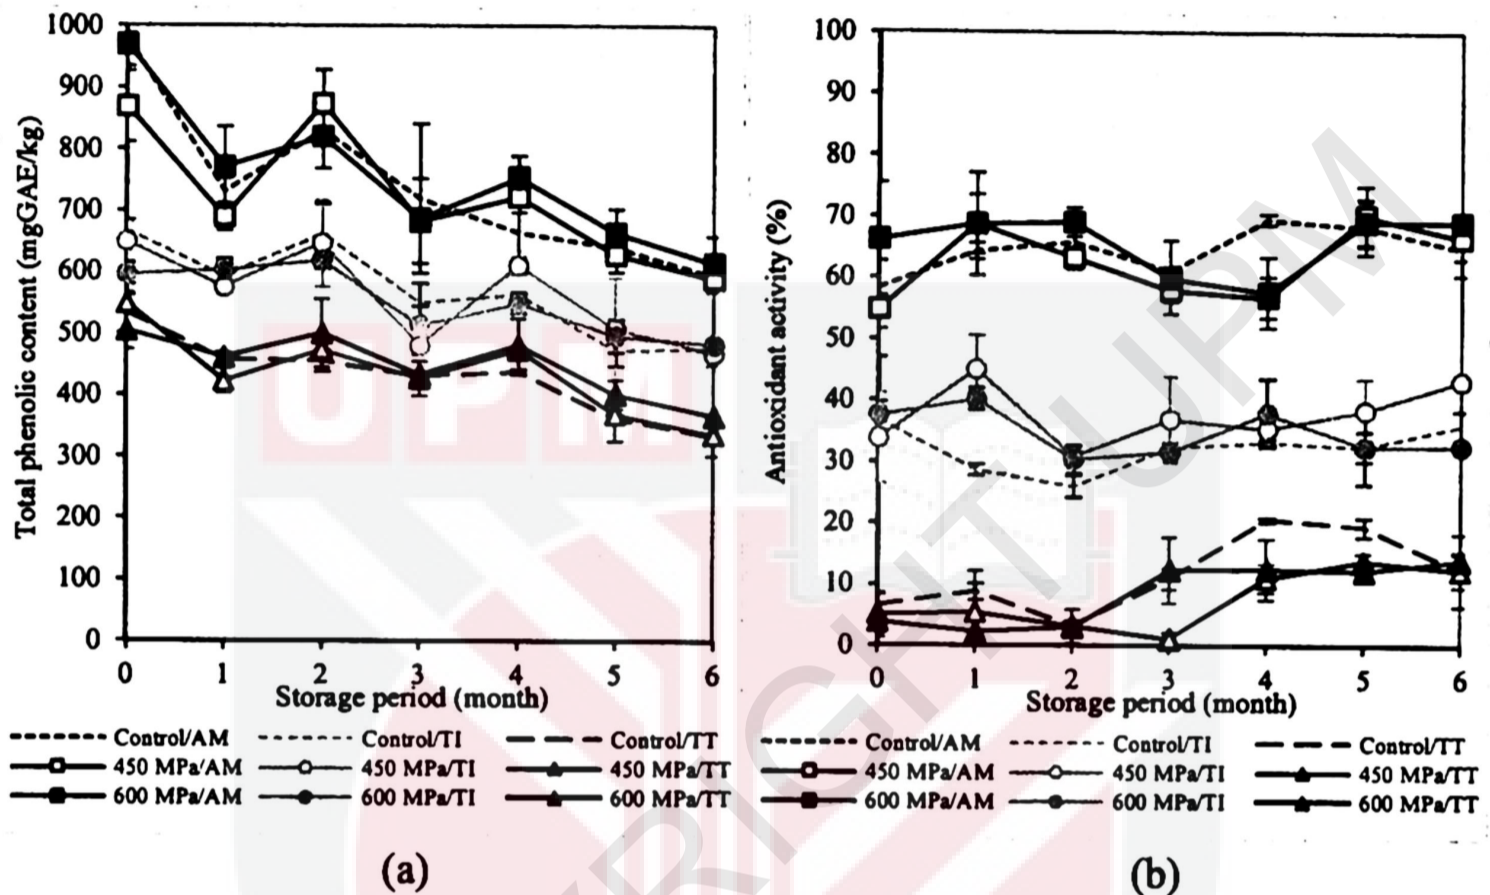 Total phenolic content (mgGAE/kg)
1000
900
800
700
600
500
400
300
200
100
0
0 1 2 3 4 5 6
Storage period (month)
Control/AM Control/TI Control/TT
450 MPa/AM 450 MPa/TI 450 MPa/TT
600 MPa/AM 600 MPa/TI 600 MPa/TT
(a)
Antioxidant activity (%)
100
90
80
70
60
50
40
30
20
10
0
0 1 2 3 4 5 6
Storage period (month)
Control/AM Control/TI Control/TT
450 MPa/AM 450 MPa/TI 450 MPa/TT
600 MPa/AM 600 MPa/TI 600 MPa/TT
(b)
UPM
RIGHT UPM